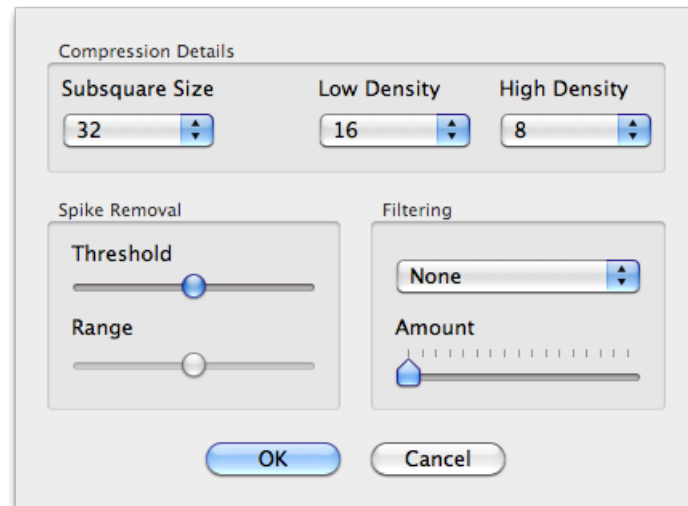 Compression Details
Subsquare Size Low Density High Density
32 16 8
Spike Removal Filtering
Threshold
None
Range Amount
OK Cancel